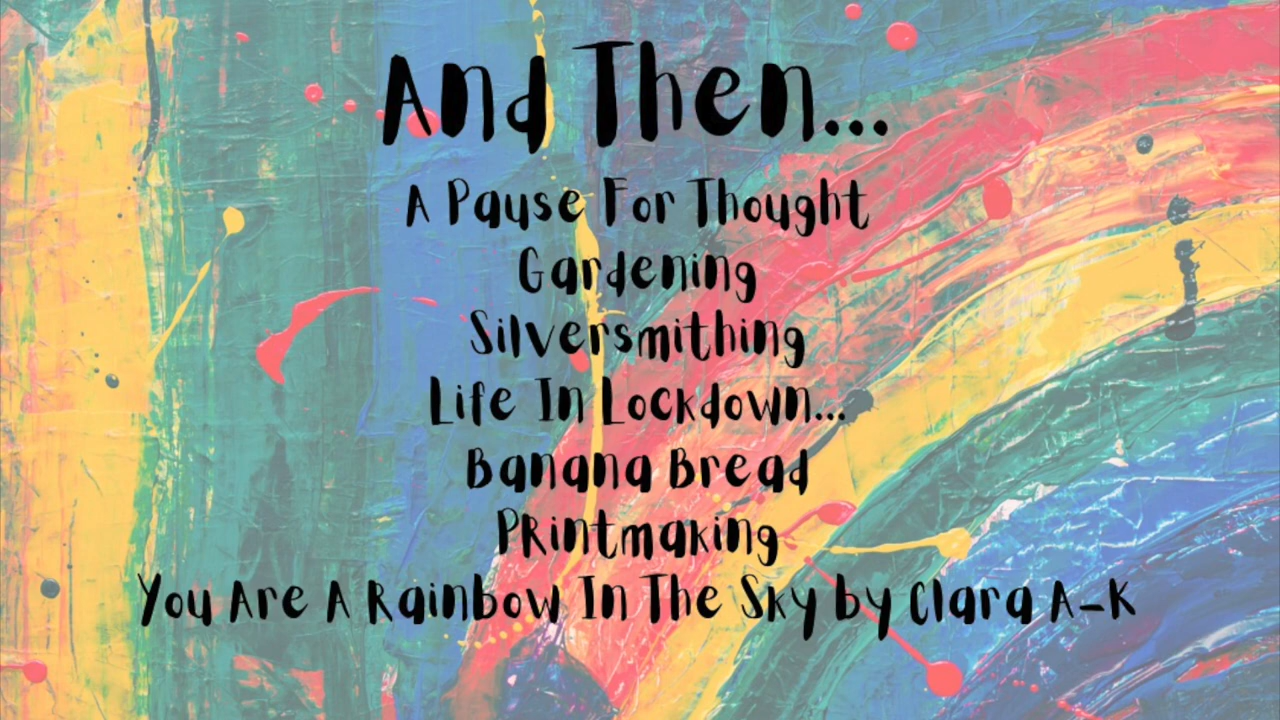 And Then...
A Pause For Thought
Gardening
Silversmithing
Life In Lockdown...
Banana Bread
PRintmaking
You Are A Rainbow In The Sky by Clara A-K